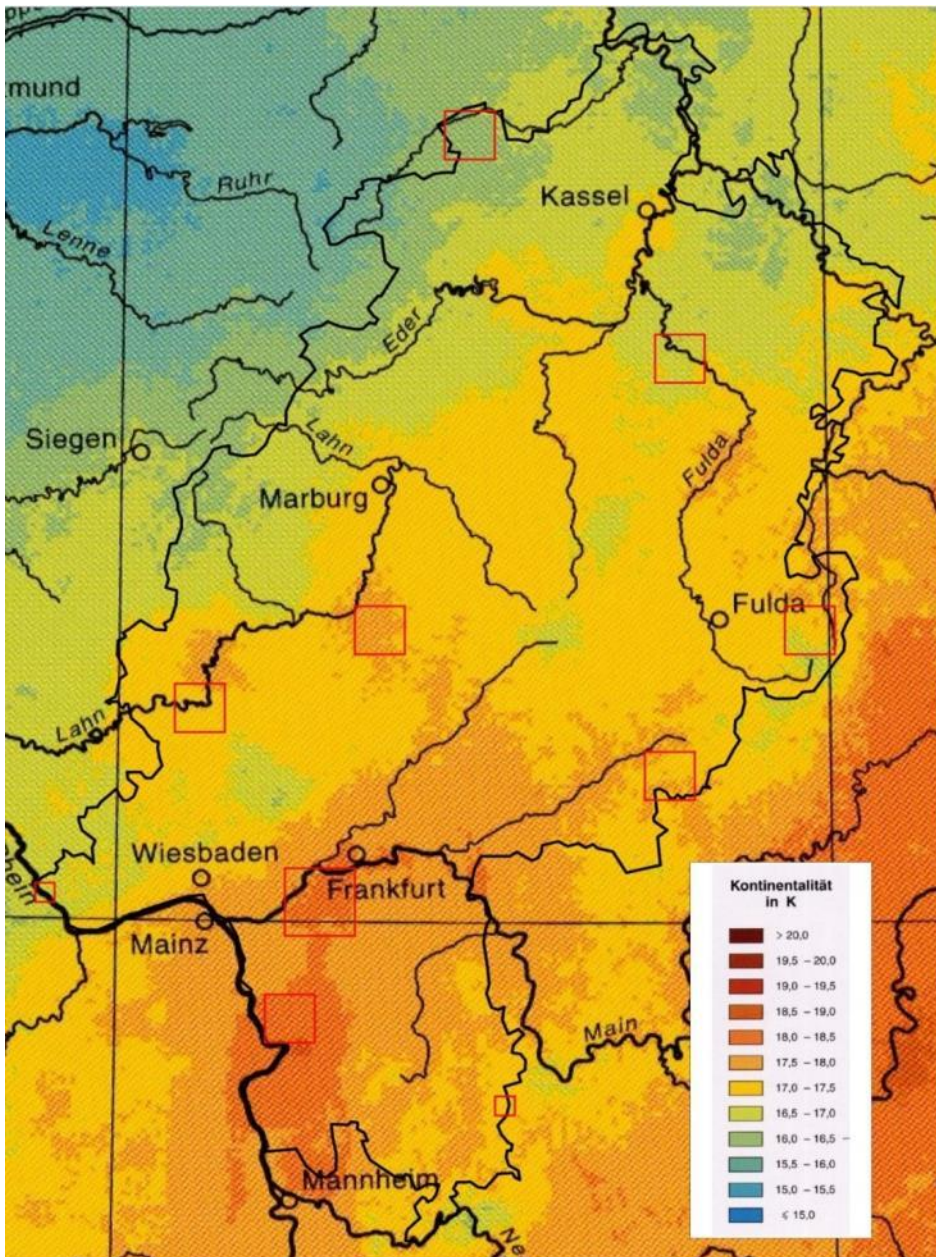 mund
Ruhr
Lenne
Kassel
Eder
Siegen
Lahn
Marburg
Fulda
Fulda
Lahn
Wiesbaden
Frankfurt
hein
Mainz
Main
Mannheim
Ne
Kontinentalität
in K
> 20,0
19,5 – 20,0
19,0 – 19,5
18,5 – 19,0
18,0 – 18,5
17,5 – 18,0
17,0 – 17,5
16,5 – 17,0
16,0 – 16,5 –
15,5 – 16,0
15,0 – 15,5
⩽ 15,0